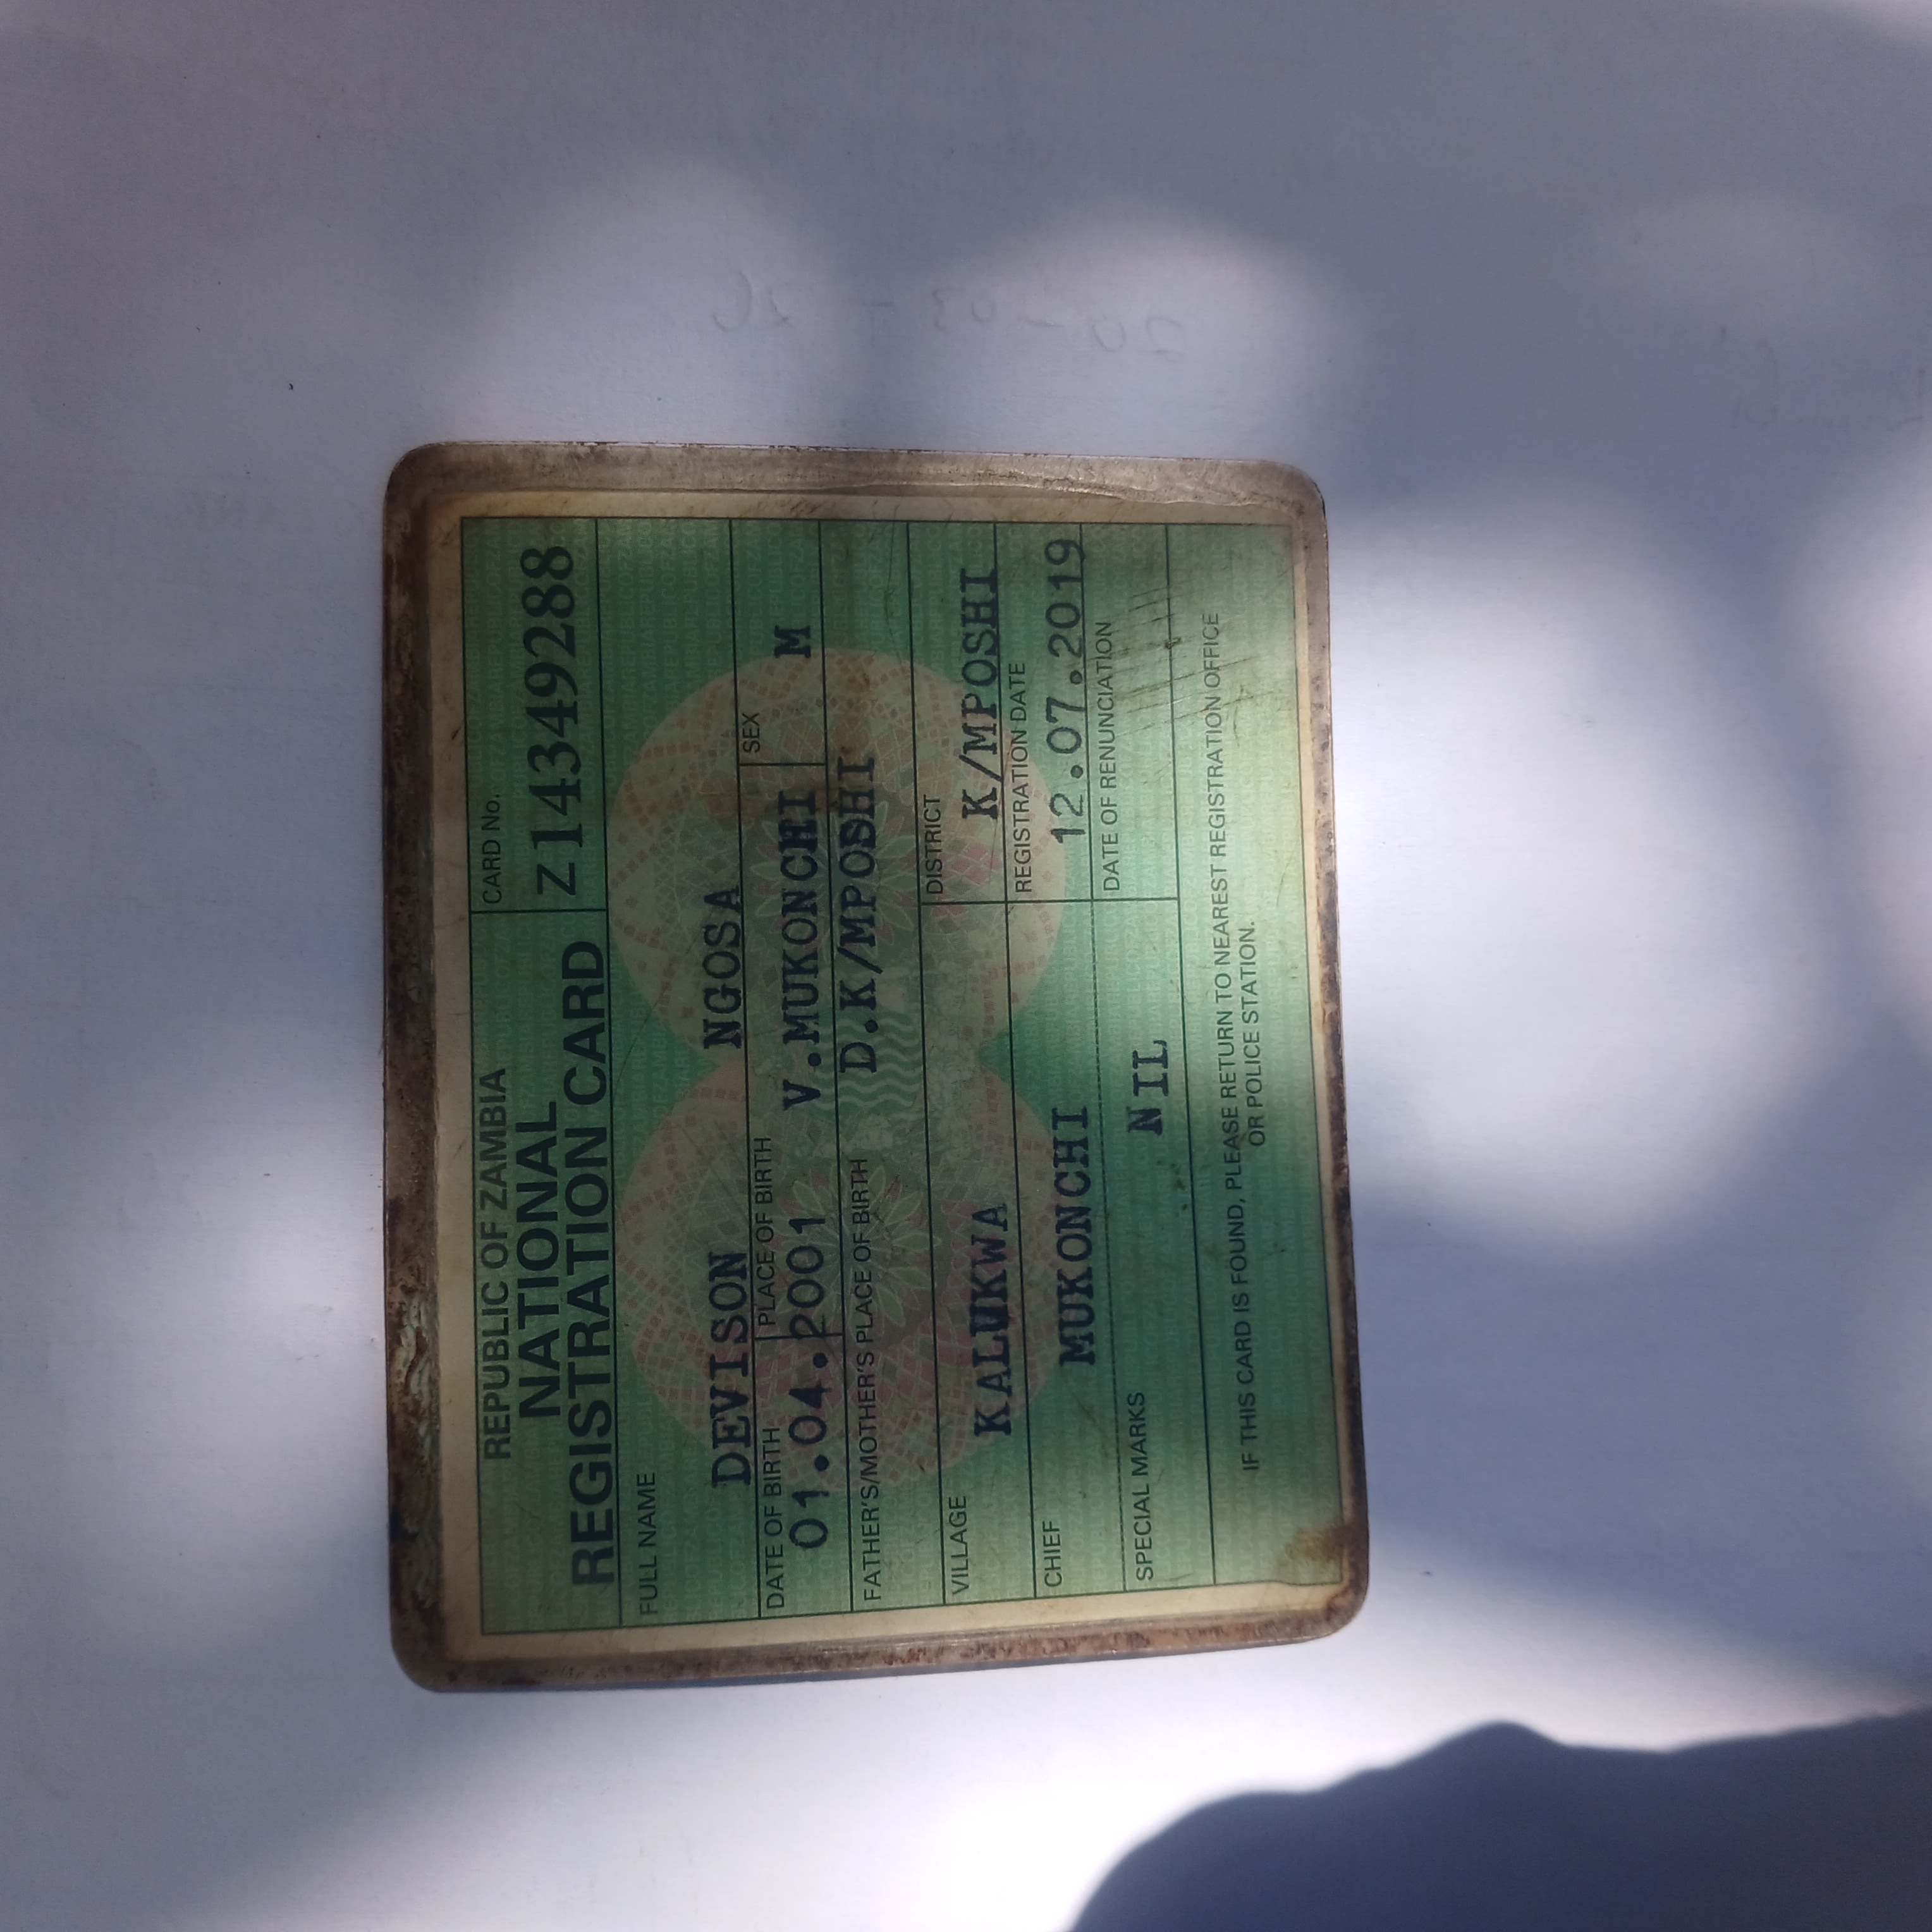 REPUBLIC OF ZAMBIA
NATIONAL
REGISTRATION CARD
CARD No.
Z14349288
FULL NAME
DEVISON NGOSA
DATE OF BIRTH PLACE OF BIRTH SEX
01.04.2001 V.MUKONCHI M
FATHER'S/MOTHER'S PLACE OF BIRTH D.K/MPOSHI
VILLAGE DISTRICT
KALUKWA K/MPOSHI
CHIEF REGISTRATION DATE
MUKONCHI 12.07.2019
SPECIAL MARKS DATE OF RENUNCIATION
NIL
IF THIS CARD IS FOUND, PLEASE RETURN TO NEAREST REGISTRATION OFFICE
OR POLICE STATION.